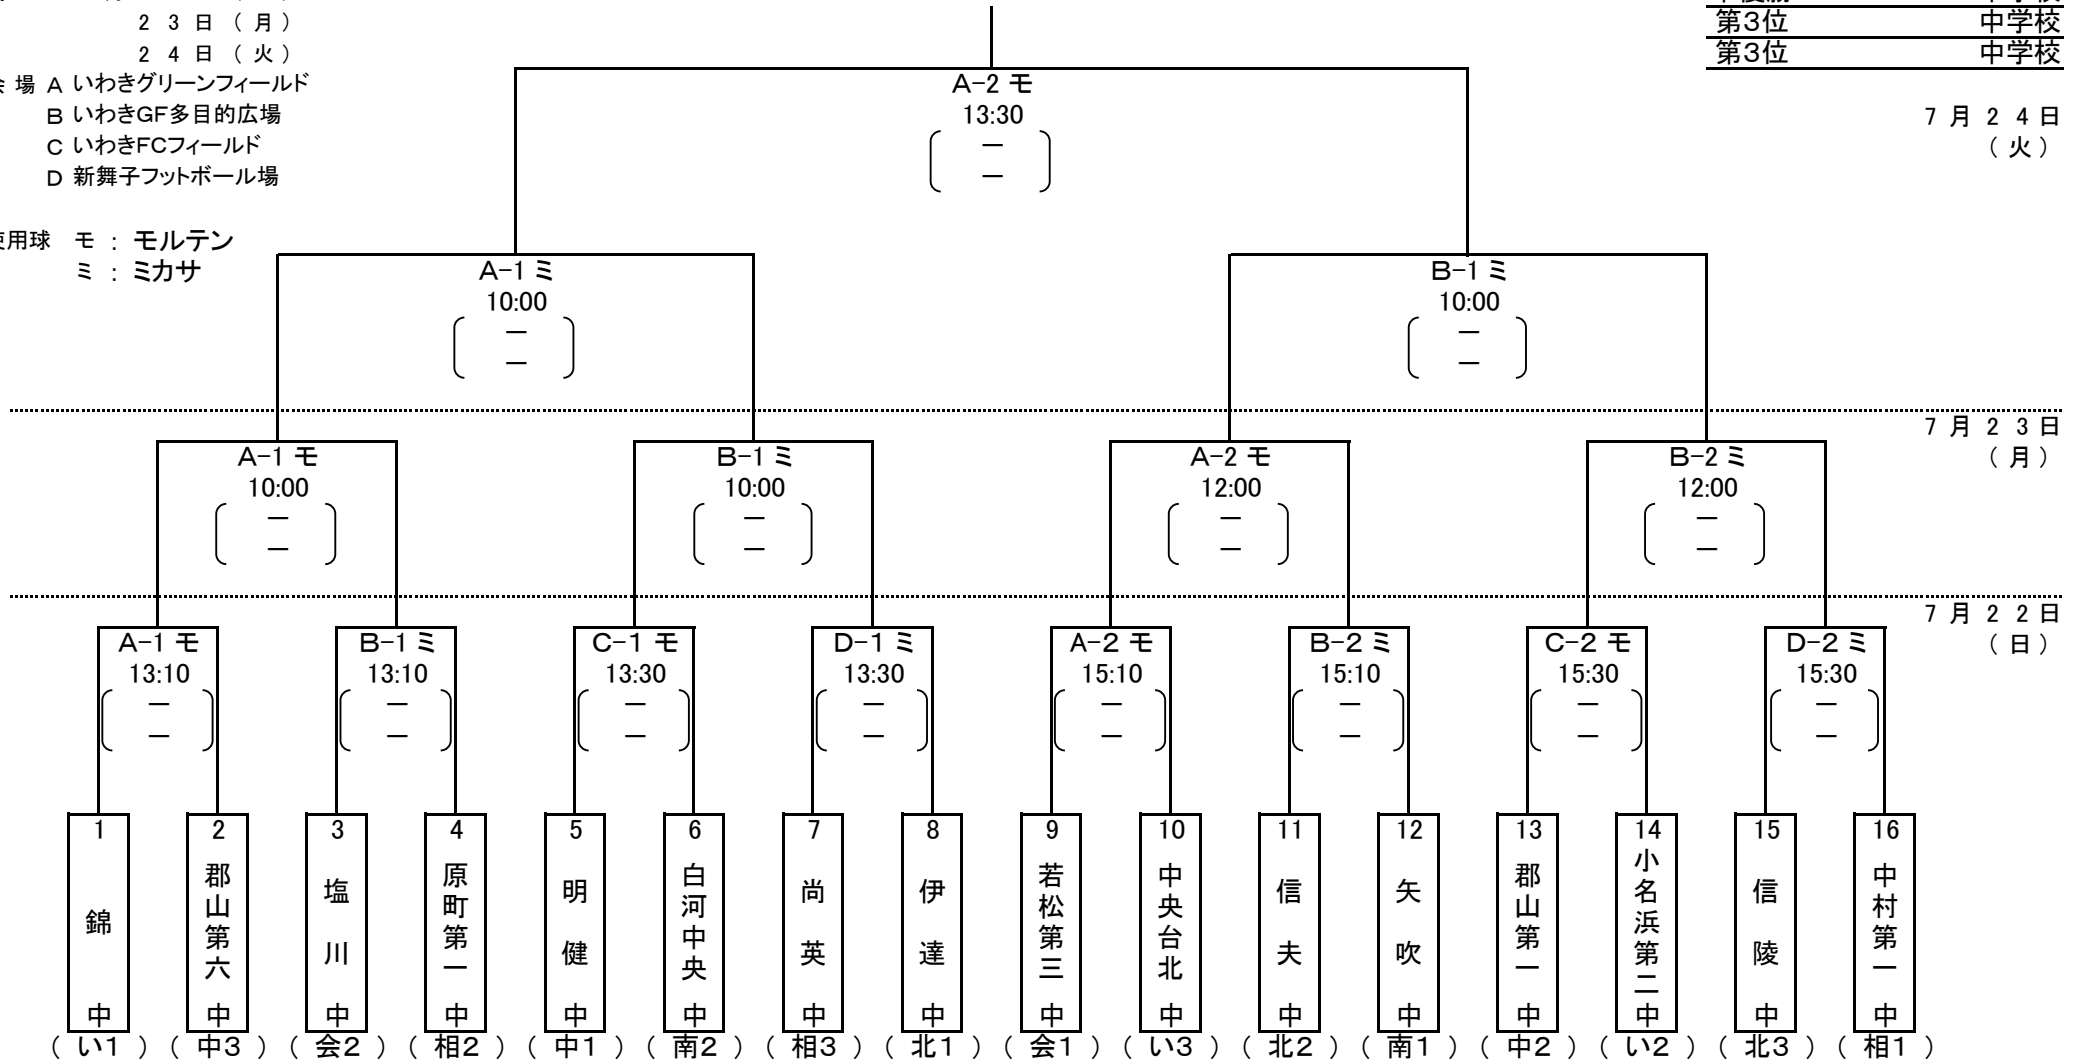 ２３日（月）
２４日（火）
第3位 中学校
第3位 中学校
場 A いわきグリーンフィールド
B いわきGF多目的広場
C いわきFCフィールド
D 新舞子フットボール場
用球 モ：モルテン
ミ：ミカサ
A-2 モ
13:30
－
－
7月24日
（火）
A-1 ミ B-1 ミ
10:00 10:00
－ －
－ －
7月23日
（月）
A-1 モ B-1 ミ A-2 モ B-2 ミ
10:00 10:00 12:00 12:00
－ － － －
－ － － －
7月22日
（日）
A-1 モ B-1 ミ C-1 モ D-1 ミ A-2 モ B-2 ミ C-2 モ D-2 ミ
13:10 13:10 13:30 13:30 15:10 15:10 15:30 15:30
－ － － － － － － －
－ － － － － － － －
1 錦中（い1）
2 郡山第六中（中3）
3 塩川中（会2）
4 原町第一中（相2）
5 明健中（中1）
6 白河中央中（南2）
7 尚英中（相3）
8 伊達中（北1）
9 若松第三中（会1）
10 中央台北中（い3）
11 信夫中（北2）
12 矢吹中（南1）
13 郡山第一中（中2）
14 小名浜第二中（い2）
15 信陵中（北3）
16 中村第一中（相1）